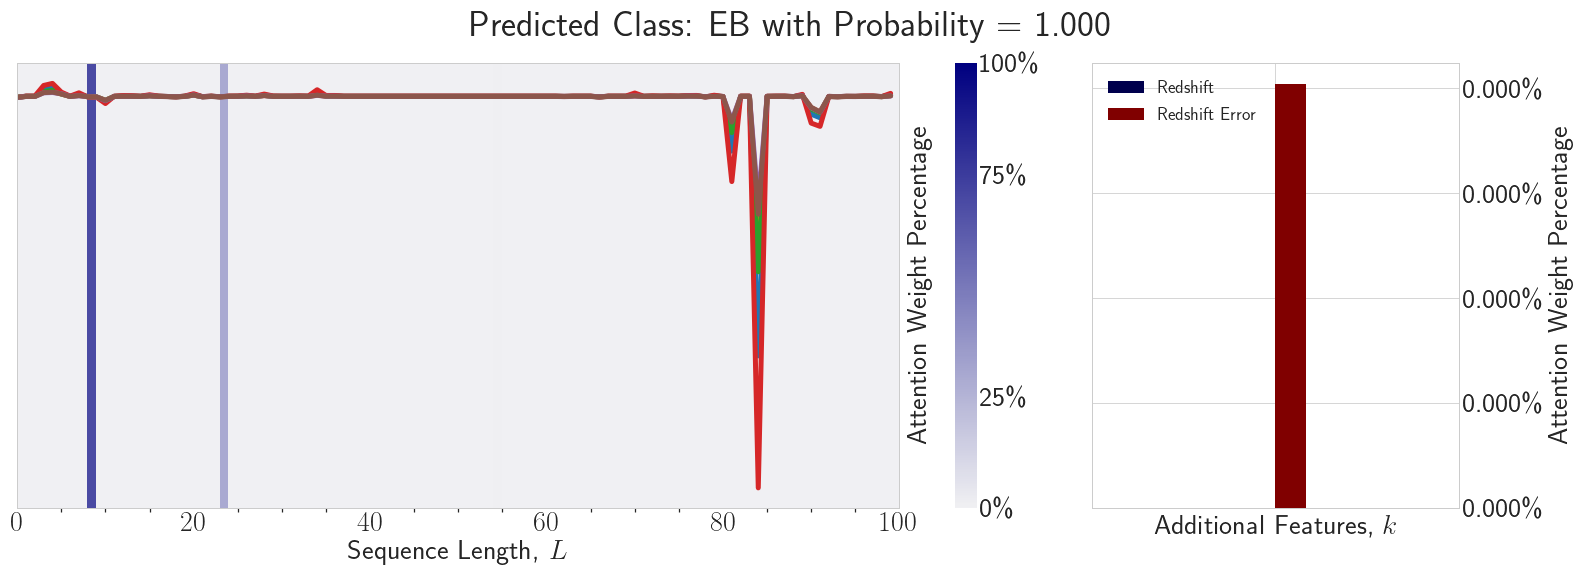 Predicted Class: EB with Probability = 1.000
0
20
40
60
80
100
Sequence Length, L
100%
75%
25%
0%
Attention Weight Percentage
Redshift
Redshift Error
0.000%
0.000%
0.000%
0.000%
0.000%
Additional Features, k
Attention Weight Percentage